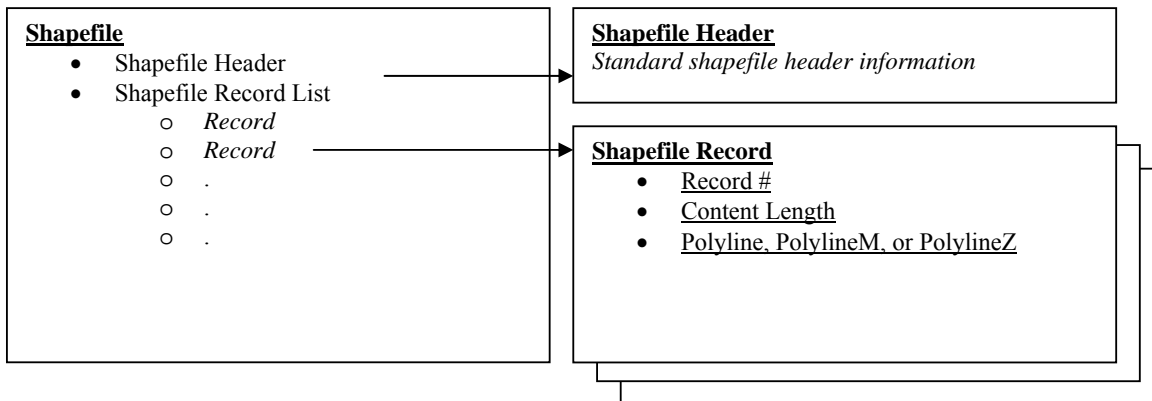 Shapefile
• Shapefile Header
• Shapefile Record List
o Record
o Record
o .
o .
o .
Shapefile Header
Standard shapefile header information
Shapefile Record
• Record #
• Content Length
• Polyline, PolylineM, or PolylineZ